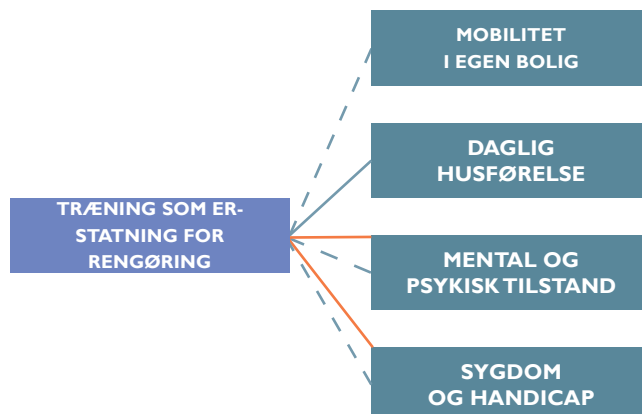 MOBILITET
I EGEN BOLIG
DAGLIG
HUSFØRELSE
TRÆNING SOM ER-
STATNING FOR
RENGØRING
MENTAL OG
PSYKISK TILSTAND
SYGDOM
OG HANDICAP